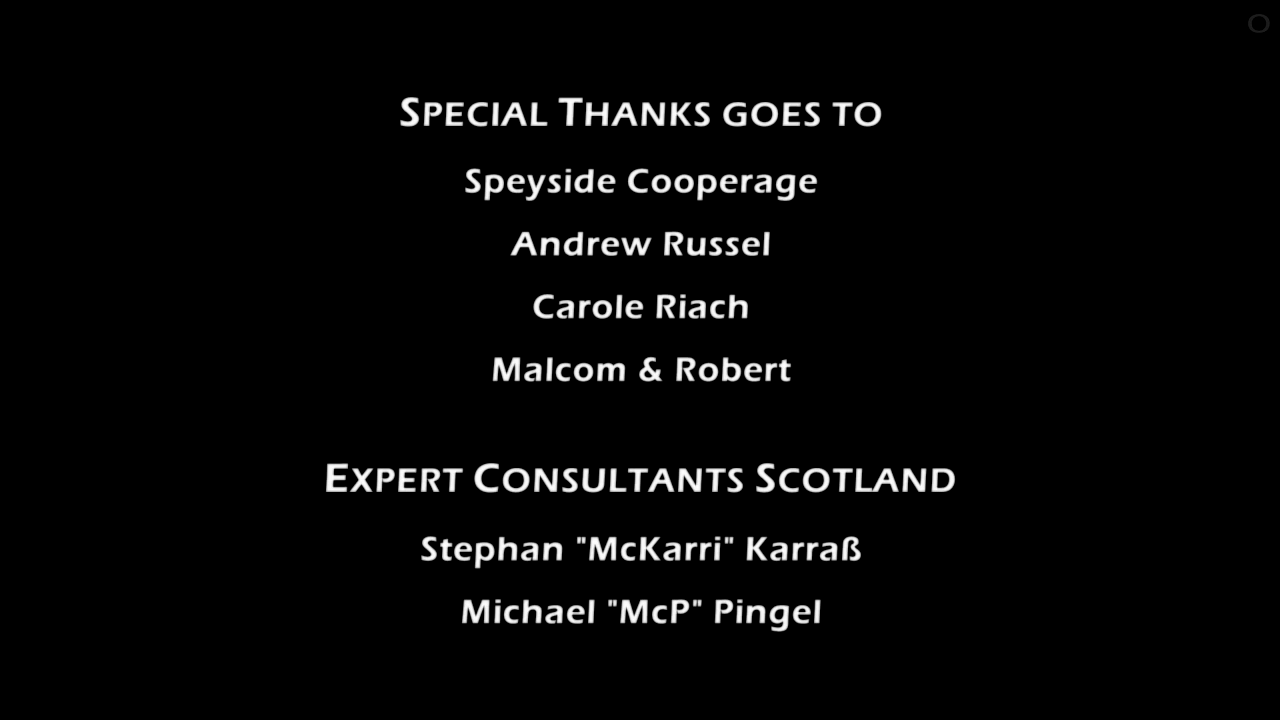 O
SPECIAL THANKS GOES TO
Speyside Cooperage
Andrew Russel
Carole Riach
Malcom & Robert
EXPERT CONSULTANTS SCOTLAND
Stephan "McKarri" Karraß
Michael "McP" Pingel